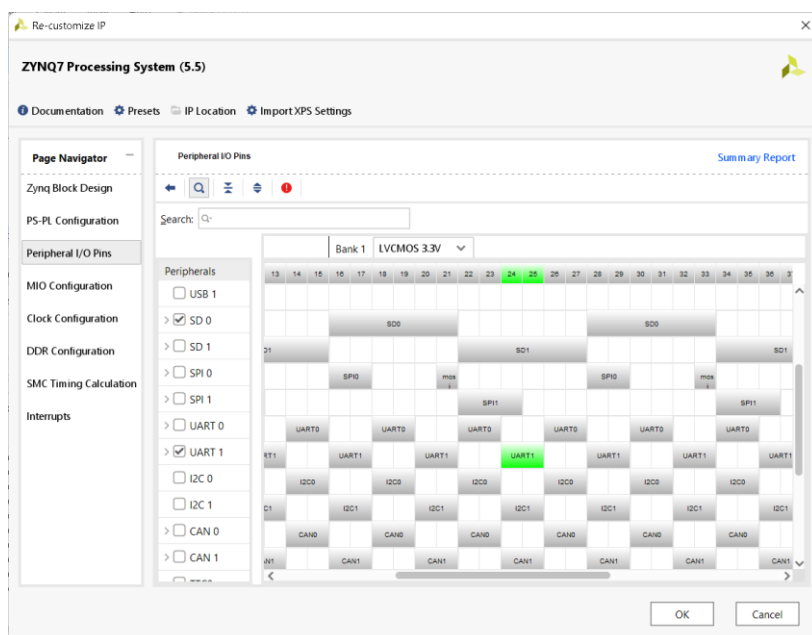 Re-customize IP
ZYNQ7 Processing System (5.5)
Documentation Presets IP Location Import XPS Settings
Page Navigator
Zynq Block Design
PS-PL Configuration
Peripheral I/O Pins
MIO Configuration
Clock Configuration
DDR Configuration
SMC Timing Calculation
Interrupts
Peripheral I/O Pins
Summary Report
Search:
Bank 1 LVCMOS 3.3V
Peripherals 13 14 15 16 17 18 19 20 21 22 23 24 25 26 27 28 29 30 31 32 33 34 35 36
USB 1
SD 0 SD0 SD0
SD 1 SD1 SD1
SPI 0 SPI0 mosi SPI0 mosi
SPI 1 SPI1 SPI1
UART 0 UART0 UART0 UART0 UART0 UART0 UART0
UART 1 UART1 UART1 UART1 UART1 UART1 UART1
I2C 0 I2C0 I2C0 I2C0 I2C0 I2C0 I2C0
I2C 1 I2C1 I2C1 I2C1 I2C1 I2C1 I2C1
CAN 0 CAN0 CAN0 CAN0 CAN0 CAN0 CAN0
CAN 1 CAN1 CAN1 CAN1 CAN1 CAN1 CAN1
OK Cancel